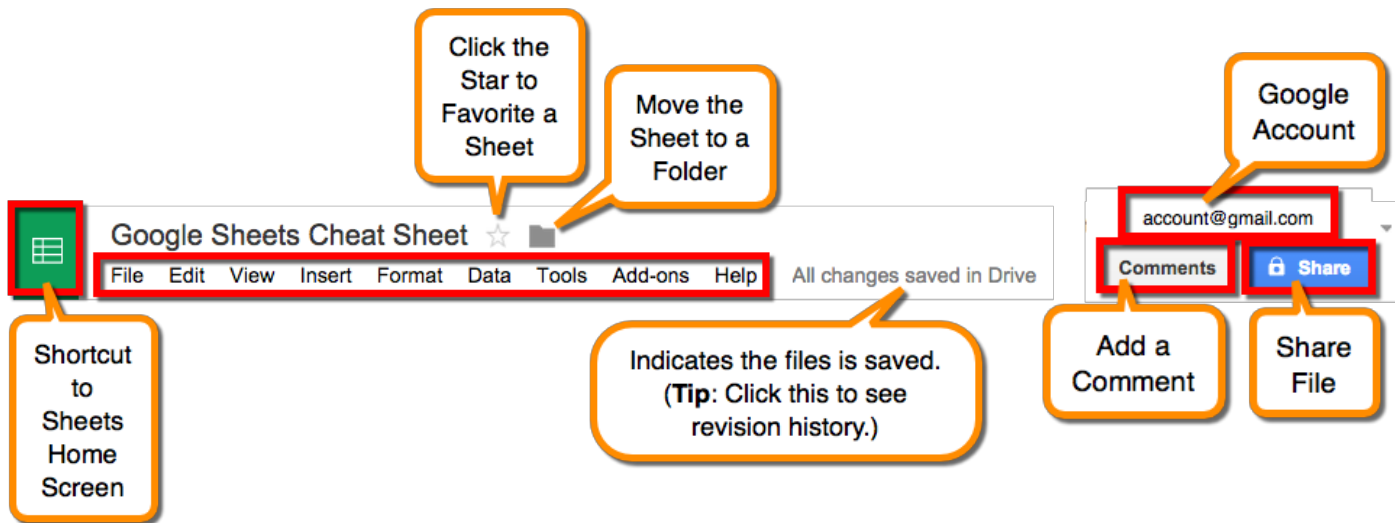 Click the
Star to
Favorite a
Sheet
Move the
Sheet to a
Folder
Google
Account
Google Sheets Cheat Sheet
account@gmail.com
File Edit View Insert Format Data Tools Add-ons Help All changes saved in Drive
Comments Share
Shortcut
to
Sheets
Home
Screen
Indicates the files is saved.
(Tip: Click this to see
revision history.)
Add a
Comment
Share
File